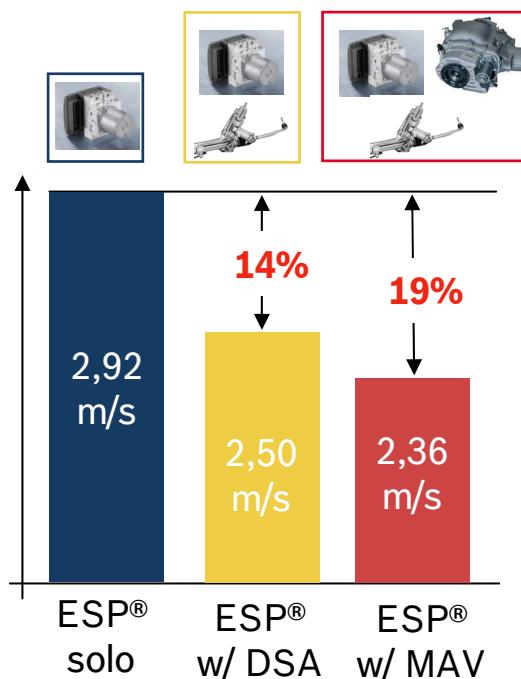 14%
19%
2,92
m/s
2,50
m/s
2,36
m/s
ESP®
solo
ESP®
w/ DSA
ESP®
w/ MAV